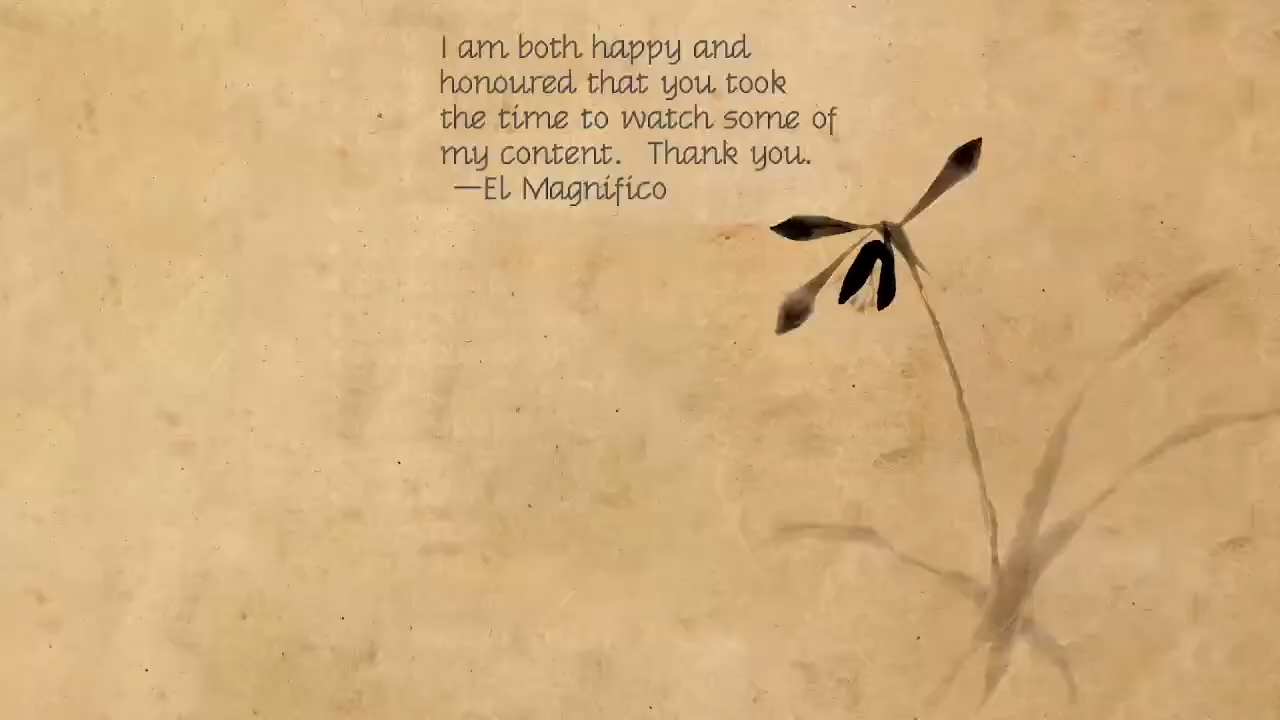 I am both happy and
honoured that you took
the time to watch some of
my content.  Thank you.
—El Magnifico